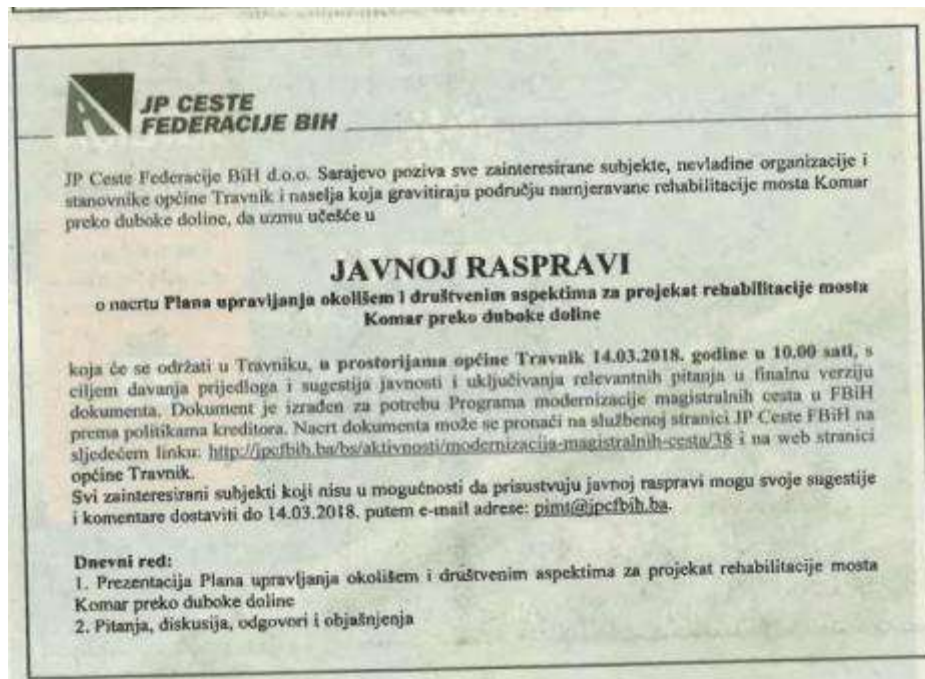 JP CESTE
FEDERACIJE BIH
JP Ceste Federacije BiH d.o.o. Sarajevo poziva sve zainteresirane subjekte, nevladine organizacije i
stanovnike općine Travnik i naselja koja gravitiraju području namjeravane rehabilitacije mosta Komar
preko duboke doline, da uzmu učešće u
JAVNOJ RASPRAVI
o nacrtu Plana upravljanja okolišem i društvenim aspektima za projekat rehabilitacije mosta
Komar preko duboke doline
koja će se održati u Travniku, u prostorijama općine Travnik 14.03.2018. godine u 10.00 sati, s
ciljem davanja prijedloga i sugestija javnosti i uključivanja relevantnih pitanja u finalnu verziju
dokumenta. Dokument je izrađen za potrebu Programa modernizacije magistralnih cesta u FBiH
prema politikama kreditora. Nacrt dokumenta može se pronaći na službenoj stranici JP Ceste FBiH na
sljedećem linku: http://jpcfbih.ba/bs/aktivnosti/modernizacija-magistralnih-cesta/38 i na web stranici
općine Travnik.
Svi zainteresirani subjekti koji nisu u mogućnosti da prisustvuju javnoj raspravi mogu svoje sugestije
i komentare dostaviti do 14.03.2018. putem e-mail adrese: pimt@jpcfbih.ba.
Dnevni red:
1. Prezentacija Plana upravljanja okolišem i društvenim aspektima za projekat rehabilitacije mosta
Komar preko duboke doline
2. Pitanja, diskusija, odgovori i objašnjenja